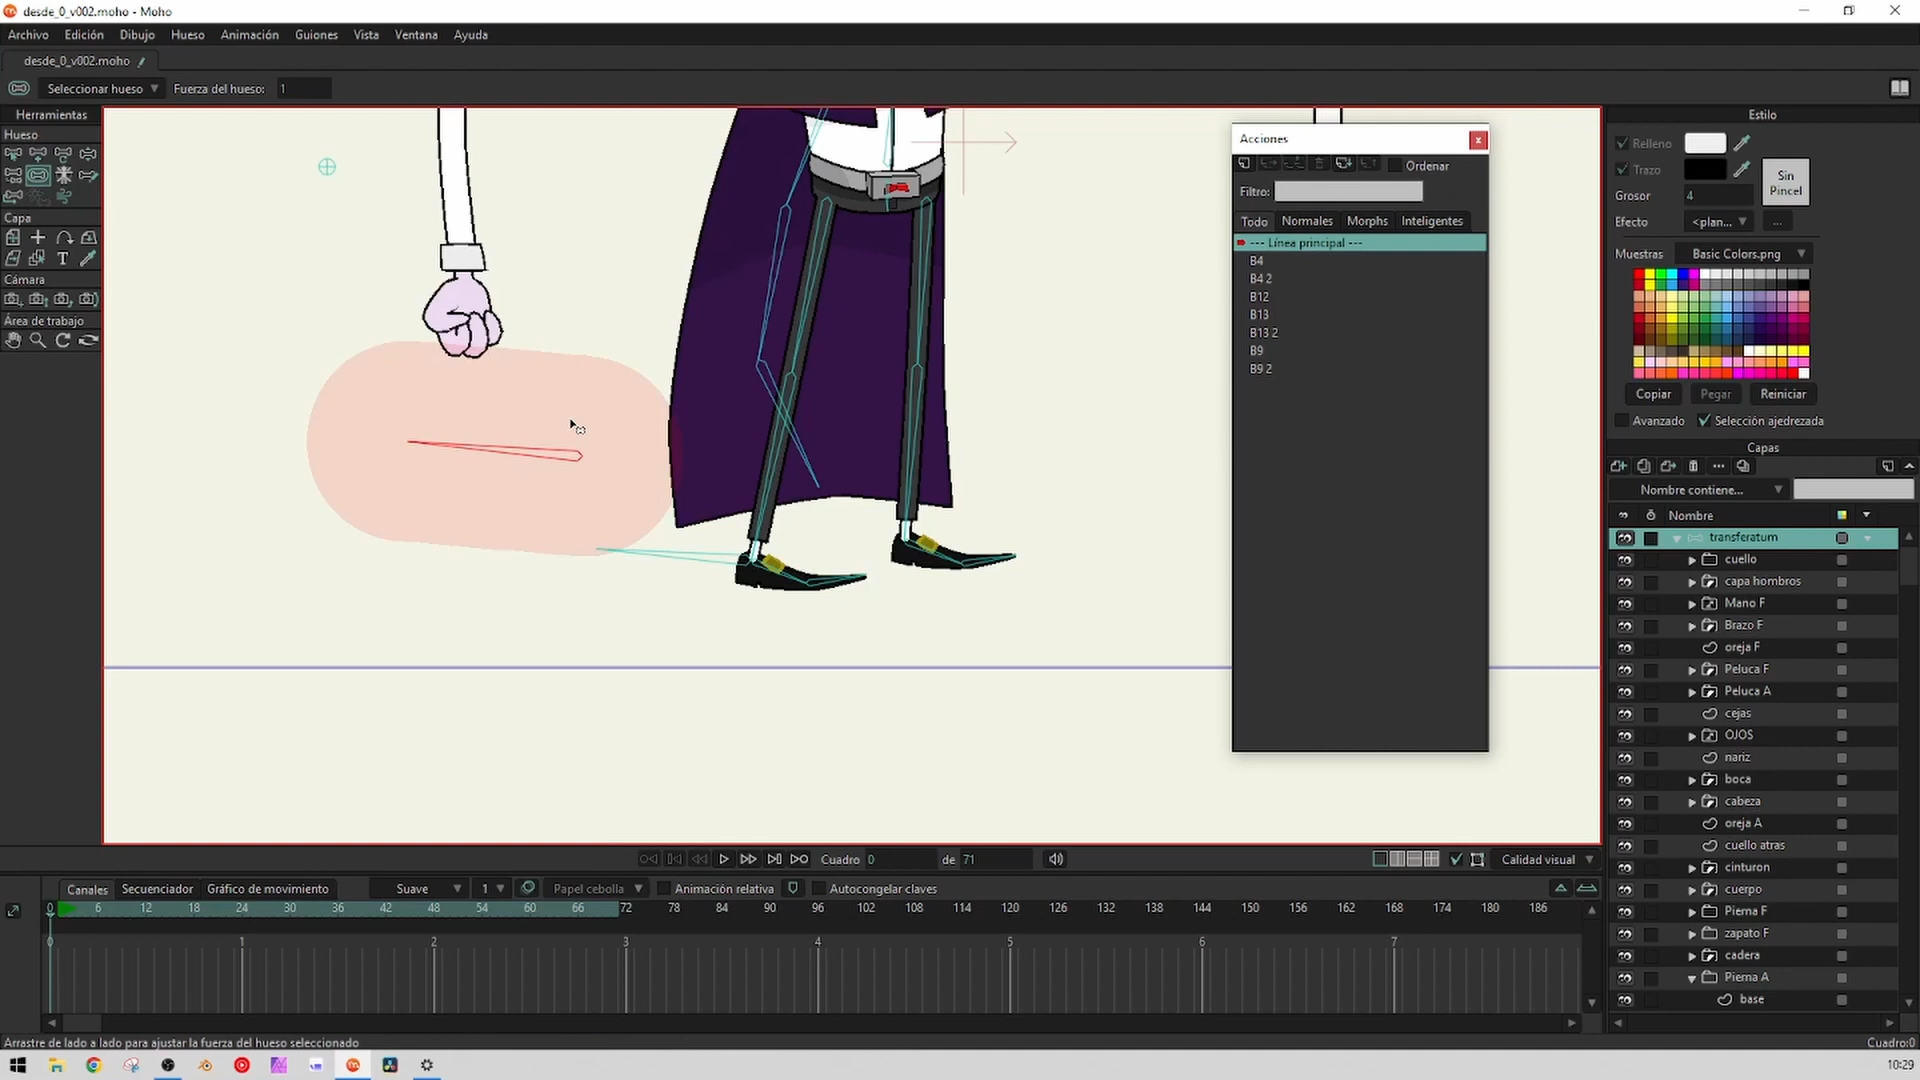 desde_0_v002.moho - Moho
Archivo Edición Dibujo Hueso Animación Guiones Vista Ventana Ayuda
desde_0_v002.moho
Seleccionar hueso Fuerza del hueso: 1
Herramientas
Hueso
Capa
Cámara
Área de trabajo
Acciones
Ordenar
Filtro:
Todo Normales Morphs Inteligentes
--- Línea principal ---
B4
B4 2
B12
B13
B13 2
B9
B9 2
Estilo
Relleno
Trazo
Sin Pincel
Grosor 4
Efecto <plan... ...
Muestras Basic Colors.png
Copiar Pegar Reiniciar
Avanzado Selección ajedrezada
Capas
Nombre contiene...
Nombre
transferatum
cuello
capa hombros
Mano F
Brazo F
oreja F
Peluca F
Peluca A
cejas
OJOS
nariz
boca
cabeza
oreja A
cuello atras
cinturon
cuerpo
Pierna F
zapato F
cadera
Pierna A
base
Cuadro 0 de 71
Calidad visual
Canales Secuenciador Gráfico de movimiento Suave 1 Papel cebolla Animación relativa Autocongelar claves
0 6 12 18 24 30 36 42 48 54 60 66 72 78 84 90 96 102 108 114 120 126 132 138 144 150 156 162 168 174 180 186
0 1 2 3 4 5 6 7
Arrastre de lado a lado para ajustar la fuerza del hueso seleccionado
Cuadro:0
10:29